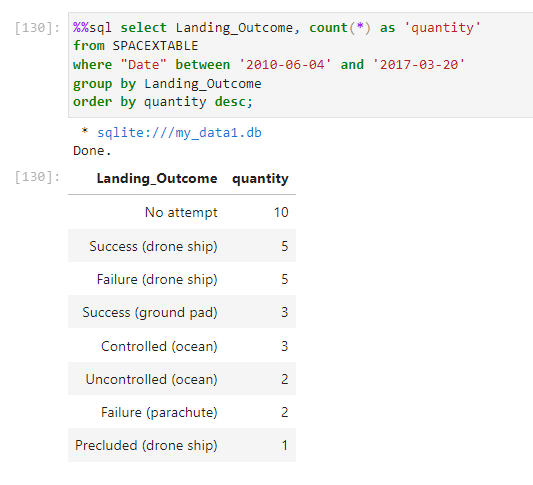 [130]: %%sql select Landing_Outcome, count(*) as 'quantity'
from SPACEXTABLE
where "Date" between '2010-06-04' and '2017-03-20'
group by Landing_Outcome
order by quantity desc;
* sqlite:///my_data1.db
Done.
[130]: Landing_Outcome quantity
No attempt 10
Success (drone ship) 5
Failure (drone ship) 5
Success (ground pad) 3
Controlled (ocean) 3
Uncontrolled (ocean) 2
Failure (parachute) 2
Precluded (drone ship) 1